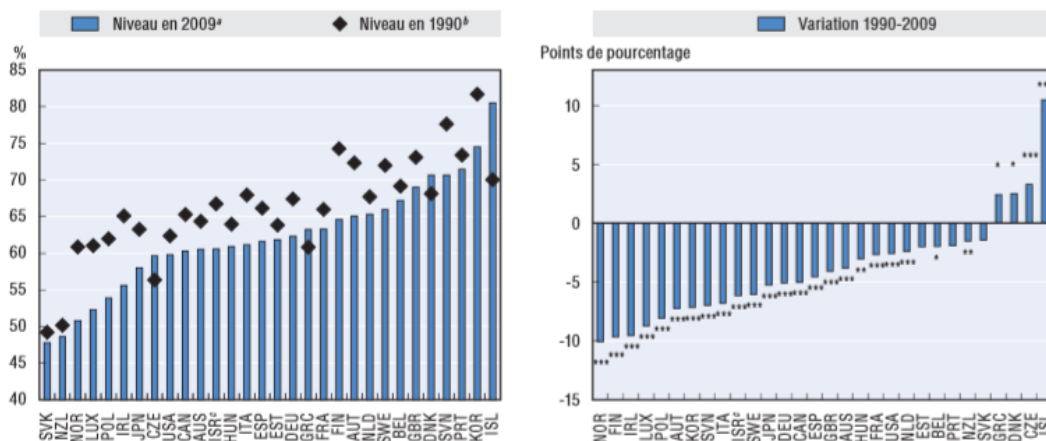 Niveau en 2009a Niveau en 1990b
%
85
80
75
70
65
60
55
50
45
40
SVK NZL NOR LUX POL IRL JPN CZE USA CAN AUS ISRc HUN ITA ESP EST DEU GRC FRA FIN AUT NLD SWE BEL GBR DNK SVN PRT KOR ISL
Variation 1990-2009
Points de pourcentage
10
5
0
-5
-10
-15
*** *** *** *** *** *** *** *** *** *** *** *** *** *** *** *** *** ** *** *** *** * ** * * *** **
NOR FIN IRL LUX POL AUT KOR SVN ITA ISRc SWE JPN DEU CAN ESP GBR AUS HUN FRA USA NLD EST BEL PRT NZL SVK GRC DNK CZE ISL